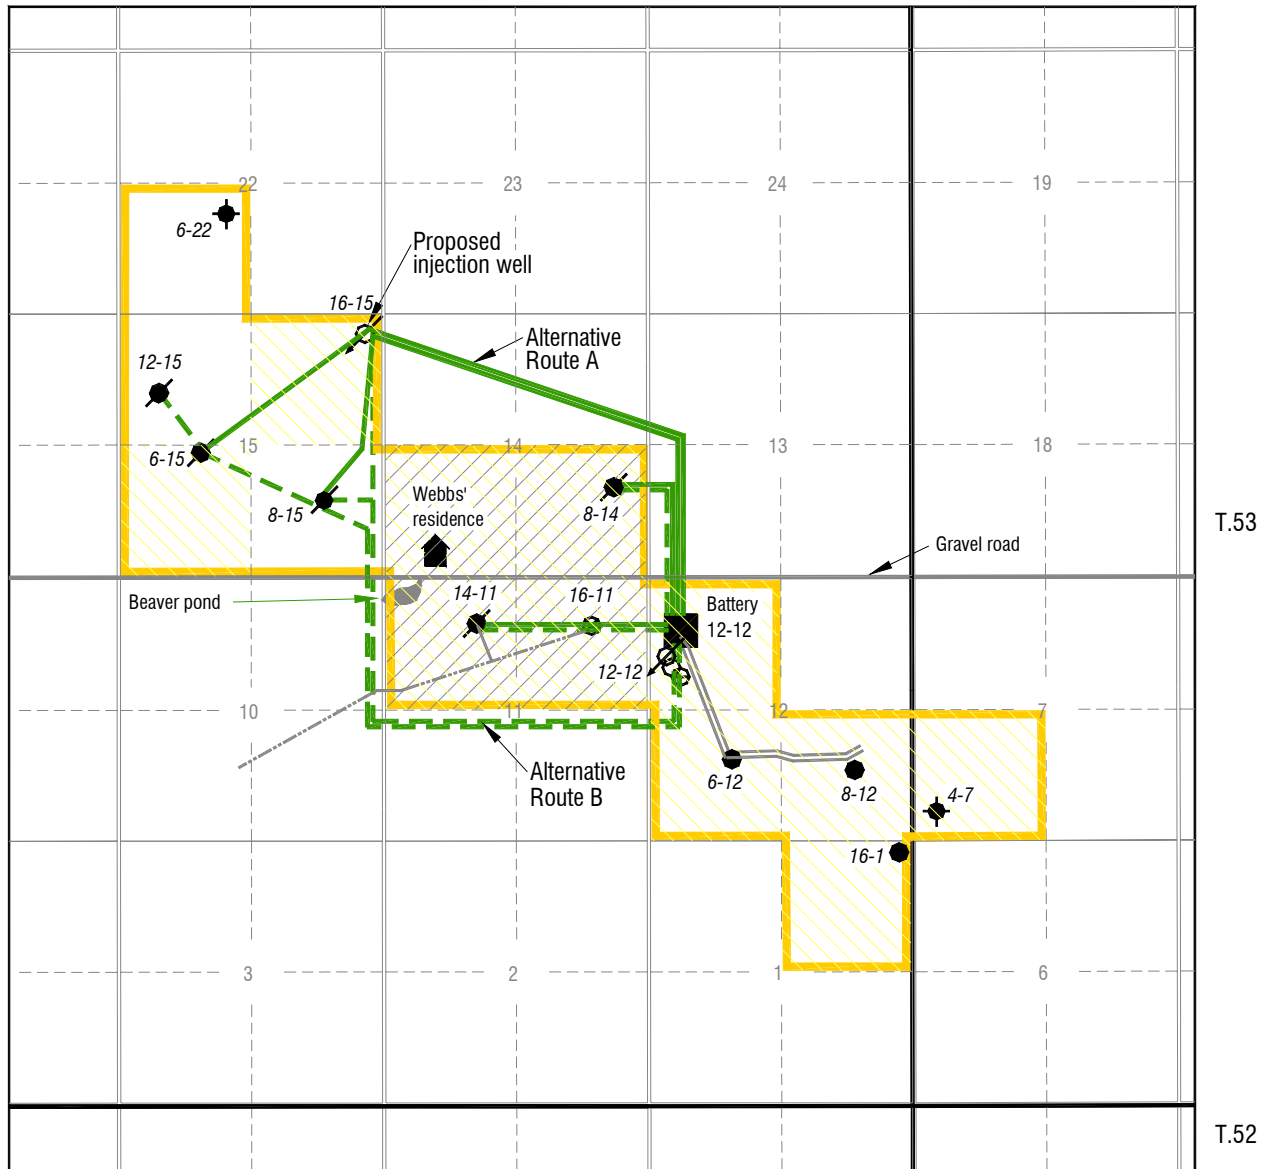 22
23
24
19
6-22
Proposed
injection well
16-15
Alternative
Route A
12-15
6-15
15
14
13
18
8-15
Webbs'
residence
8-14
T.53
Gravel road
Beaver pond
14-11
16-11
Battery
12-12
12-12
10
11
12
7
6-12
8-12
4-7
Alternative
Route B
16-1
3
2
1
6
T.52